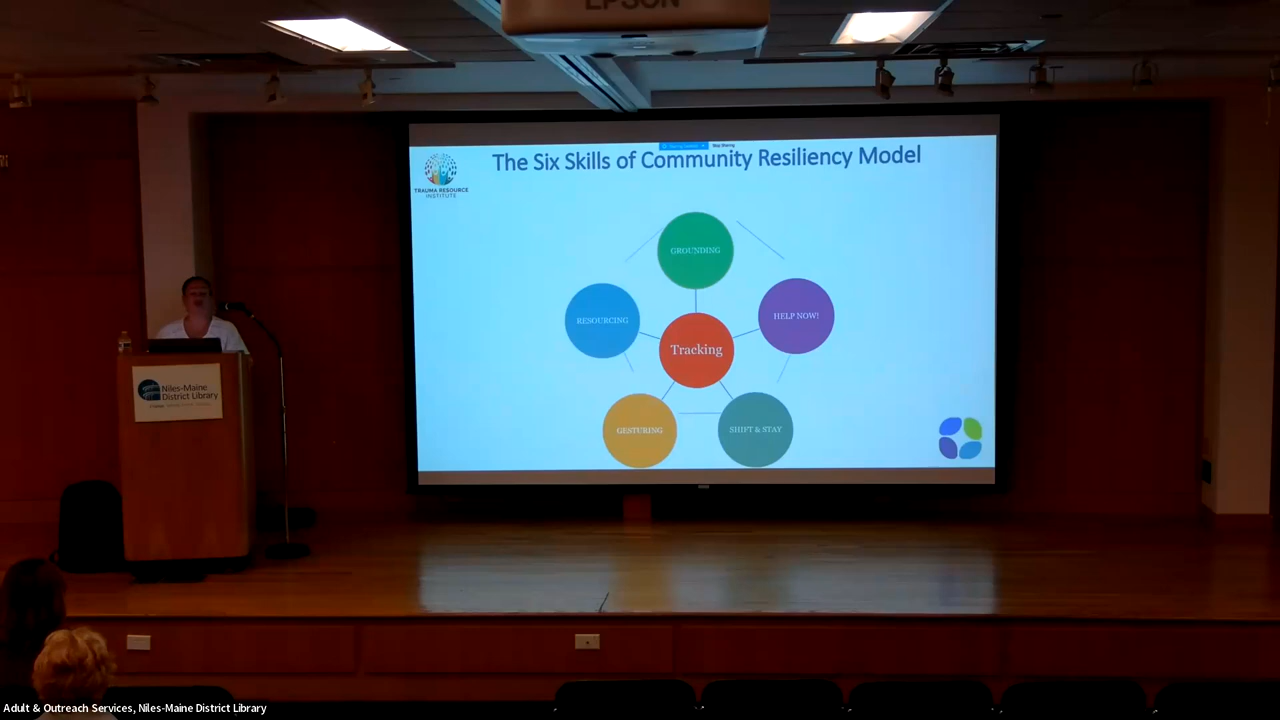 EPSON
The Six Skills of Community Resiliency Model
TRAUMA RESOURCE
INSTITUTE
GROUNDING
RESOURCING
HELP NOW!
Tracking
GESTURING
SHIFT & STAY
Niles-Maine
District Library
Adult & Outreach Services, Niles-Maine District Library